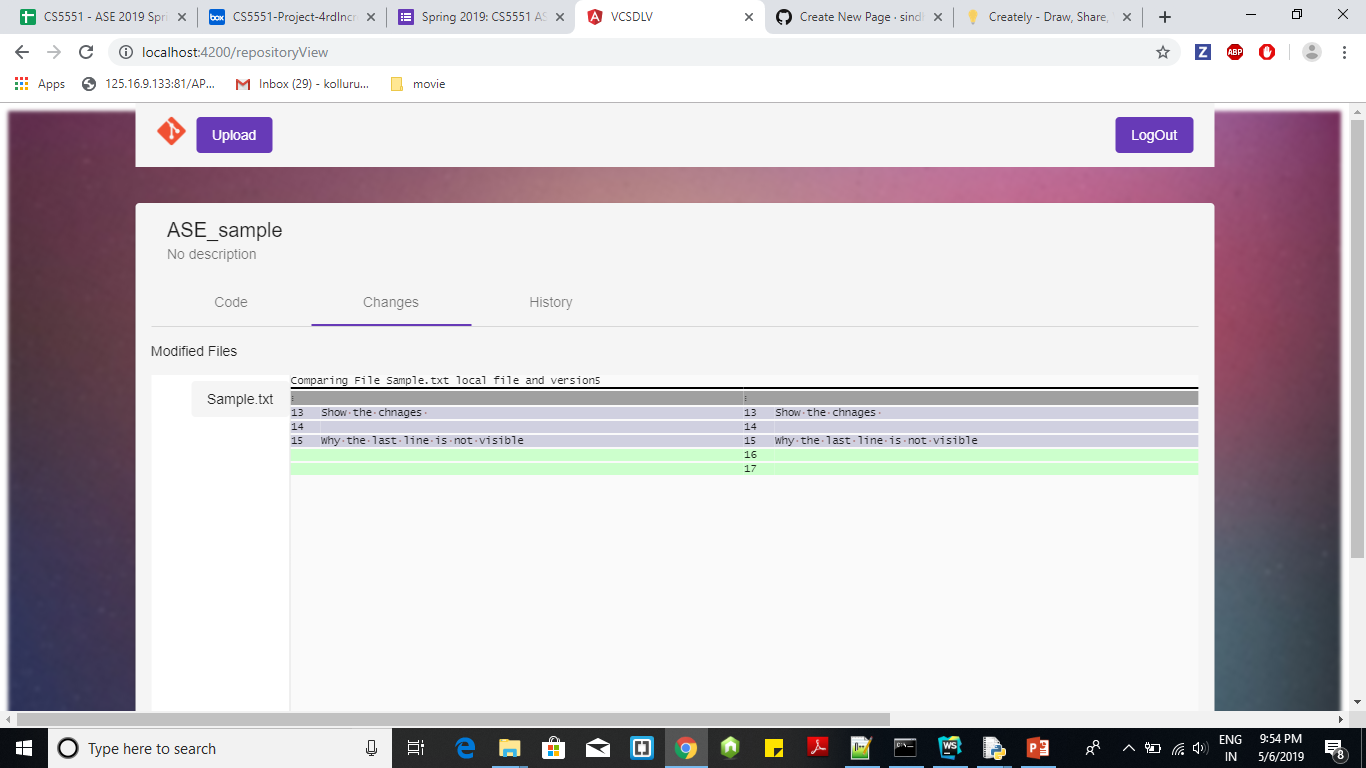 CS5551 - ASE 2019 Spri
CS5551-Project-4rdIncr
Spring 2019: CS5551 AS
VCSDLV
Create New Page · sindh
Creately - Draw, Share,
localhost:4200/repositoryView
Z
ABP
Apps
125.16.9.133:81/AP...
Inbox (29) - kolluru...
movie
Upload
LogOut
ASE_sample
No description
Code
Changes
History
Modified Files
Sample.txt
Comparing File Sample.txt local file and version5
13 Show·the·chnages· 13 Show·the·chnages·
14 14
15 Why·the·last·line·is·not·visible 15 Why·the·last·line·is·not·visible
16
17
Type here to search
ENG
IN
9:54 PM
5/6/2019
8